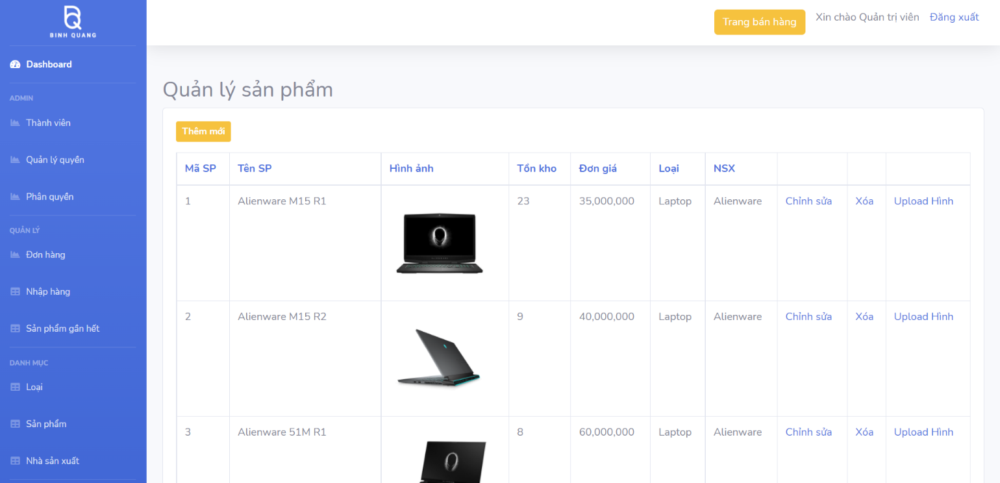 BINH QUANG
Trang bán hàng Xin chào Quản trị viên Đăng xuất
Dashboard
ADMIN
Thành viên
Quản lý quyền
Phân quyền
QUẢN LÝ
Đơn hàng
Nhập hàng
Sản phẩm gần hết
DANH MỤC
Loại
Sản phẩm
Nhà sản xuất
Quản lý sản phẩm
Thêm mới
Mã SP Tên SP Hình ảnh Tồn kho Đơn giá Loại NSX
1 Alienware M15 R1 23 35,000,000 Laptop Alienware Chỉnh sửa Xóa Upload Hình
2 Alienware M15 R2 9 40,000,000 Laptop Alienware Chỉnh sửa Xóa Upload Hình
3 Alienware 51M R1 8 60,000,000 Laptop Alienware Chỉnh sửa Xóa Upload Hình